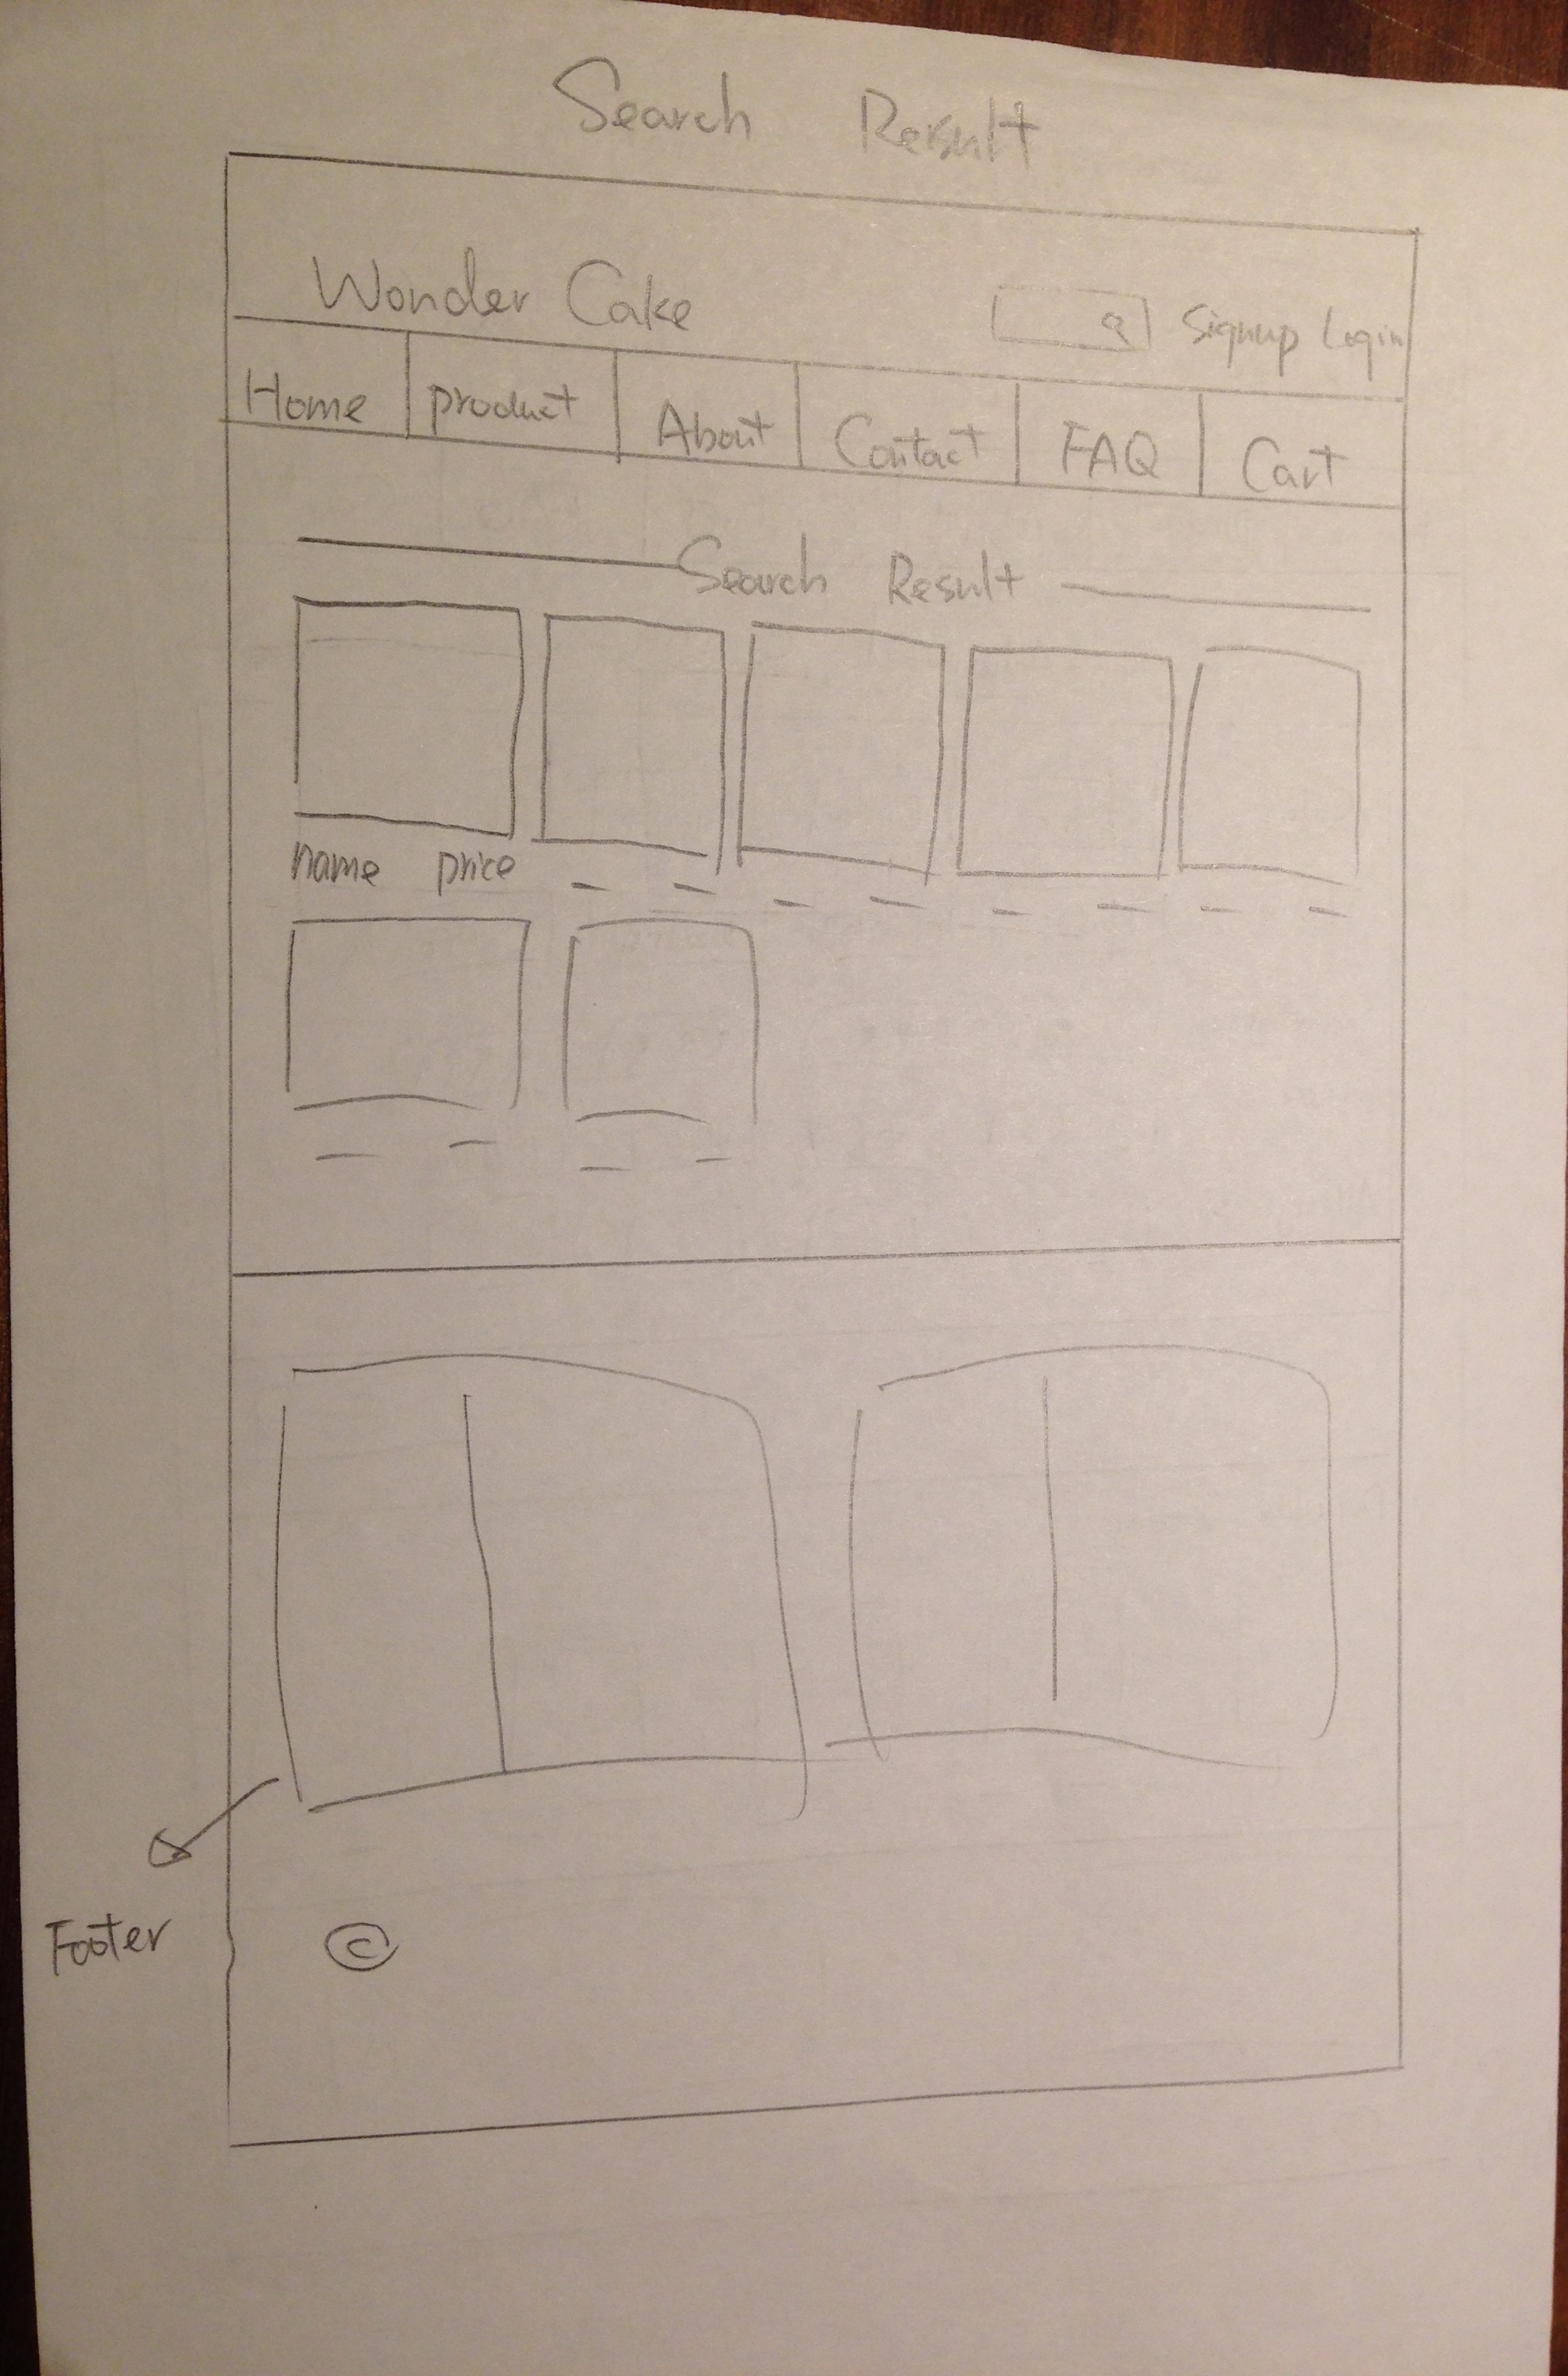 Search Result
Wonder Cake
Signup Login
Home product About Contact FAQ Cart
Search Result
name price
Footer
©